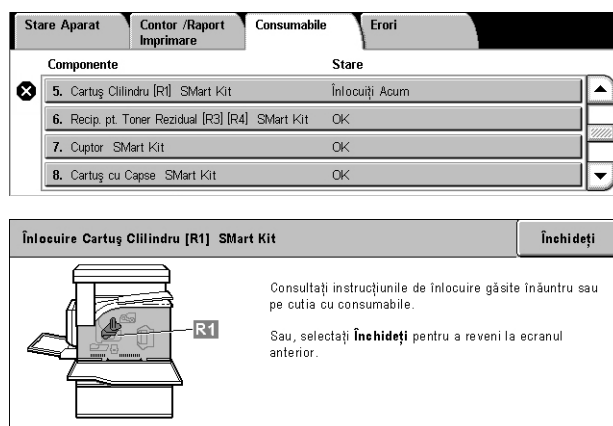 Stare Aparat
Contor /Raport
Imprimare
Consumabile
Erori
Componente Stare
5. Cartuş Clilindru [R1] SMart Kit Înlocuiţi Acum
6. Recip. pt. Toner Rezidual [R3] [R4] SMart Kit OK
7. Cuptor SMart Kit OK
8. Cartuş cu Capse SMart Kit OK
Înlocuire Cartuş Clilindru [R1] SMart Kit
Închideţi
R1
Consultaţi instrucţiunile de înlocuire găsite înăuntru sau
pe cutia cu consumabile.
Sau, selectaţi Închideţi pentru a reveni la ecranul
anterior.